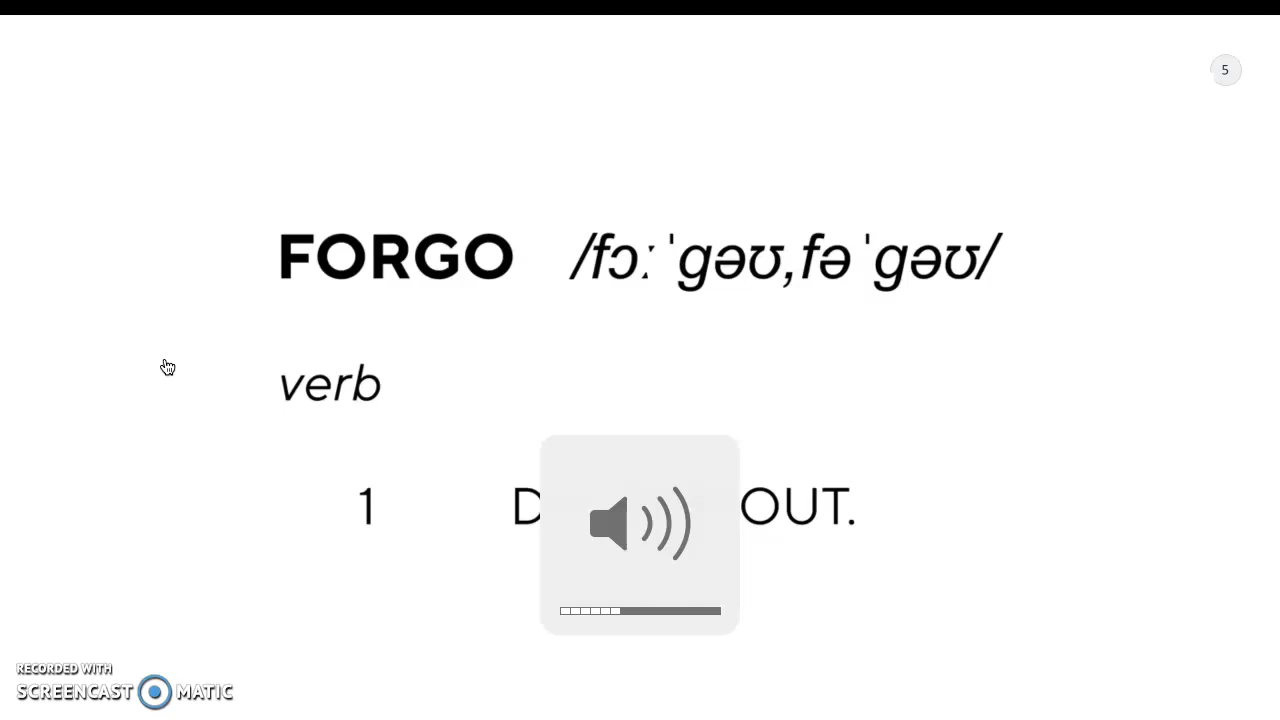 5
FORGO /fɔːˈɡəʊ,fəˈɡəʊ/
verb
1 OUT.
RECORDED WITH
SCREENCAST MATIC